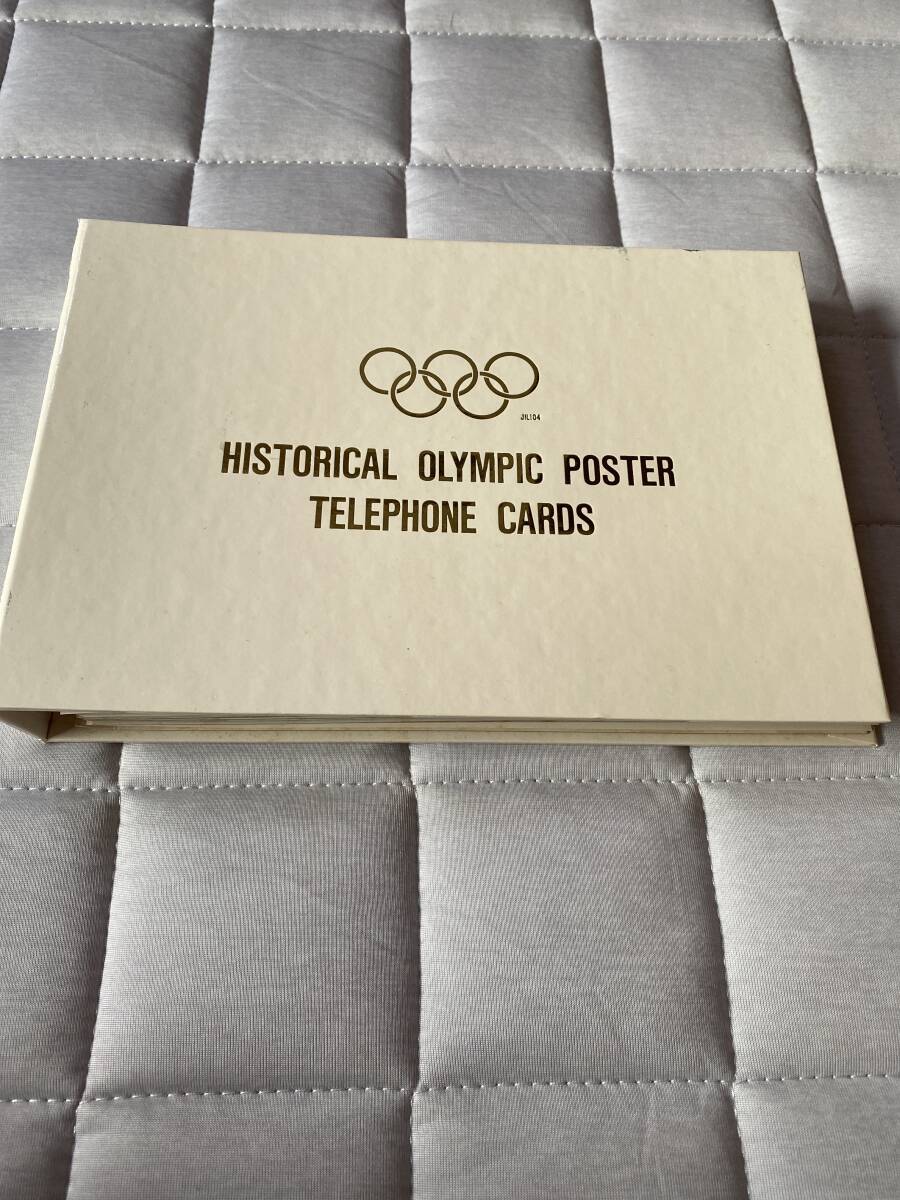 JIL104
HISTORICAL OLYMPIC POSTER
TELEPHONE CARDS